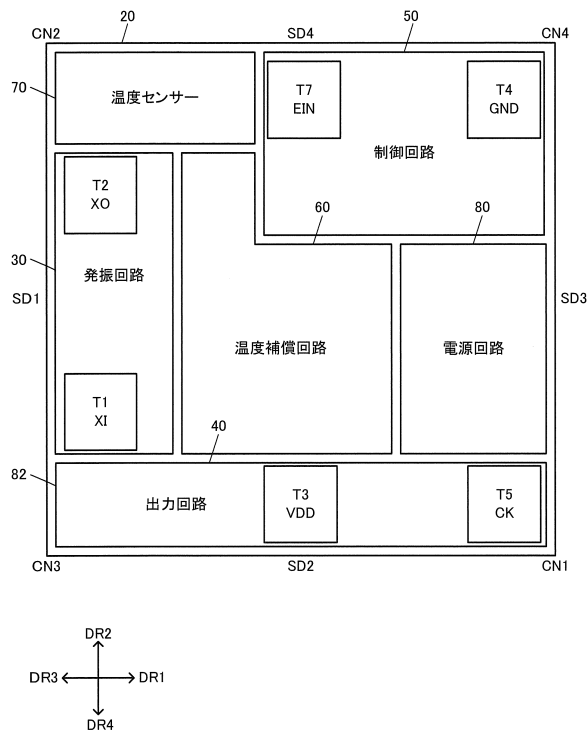 CN2
20
SD4
50
CN4
70
温度センサー
T7
EIN
T4
GND
制御回路
T2
XO
60
80
30
発振回路
SD1
SD3
温度補償回路
電源回路
T1
XI
40
82
出力回路
T3
VDD
T5
CK
CN3
SD2
CN1
DR2
DR3
DR1
DR4